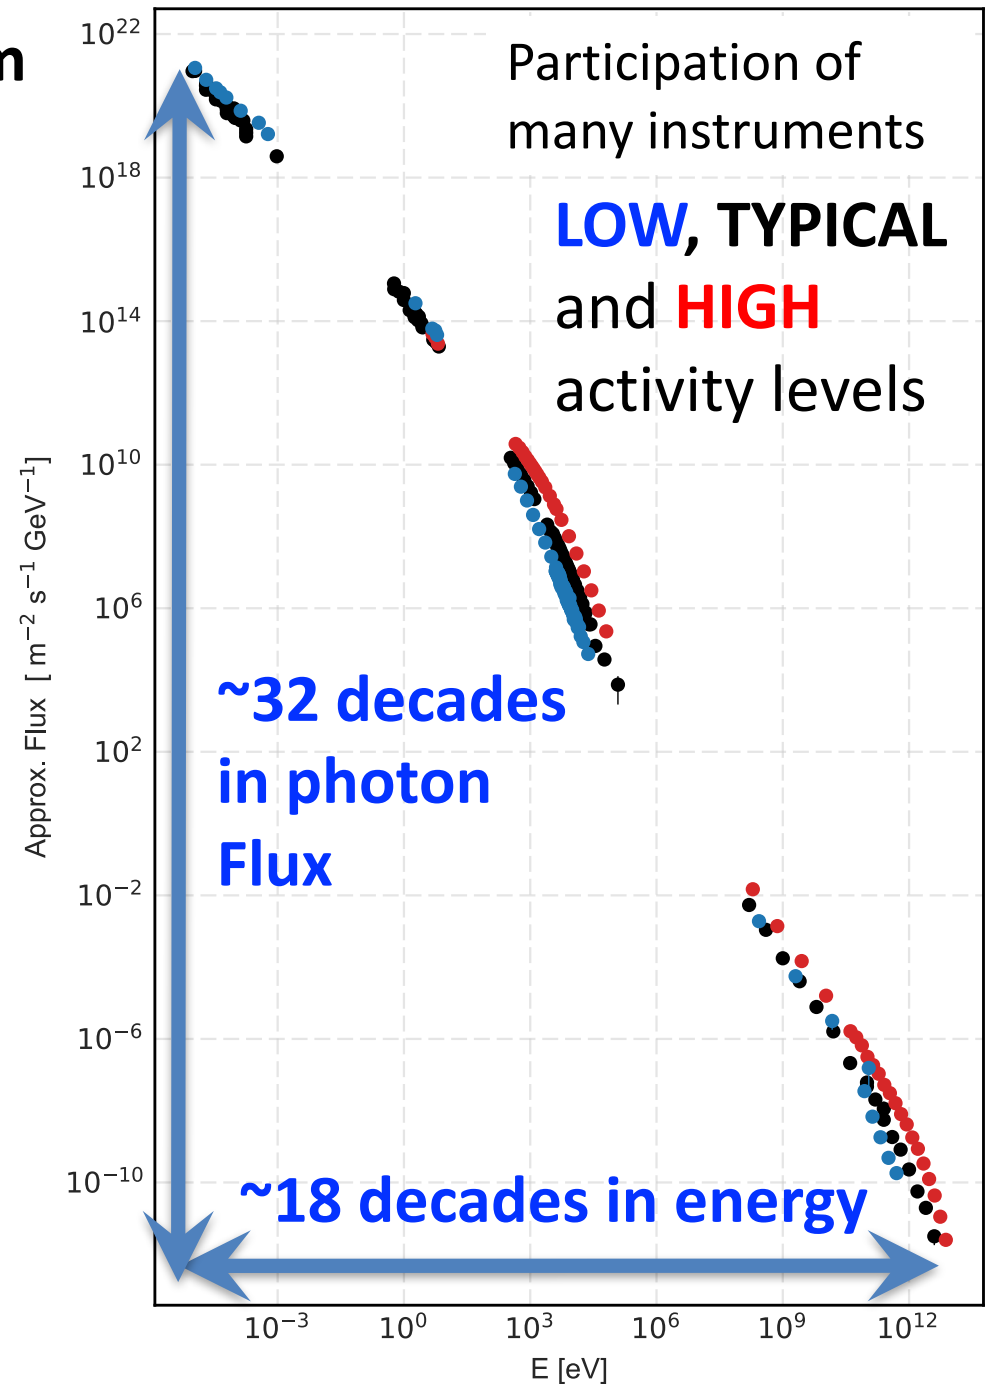 m
Participation of
many instruments
LOW, TYPICAL
and HIGH
activity levels
~32 decades
in photon
Flux
~18 decades in energy
10^22
10^18
10^14
10^10
10^6
10^2
10^−2
10^−6
10^−10
Approx. Flux [ m^−2 s^−1 GeV^−1]
10^−3 10^0 10^3 10^6 10^9 10^12
E [eV]